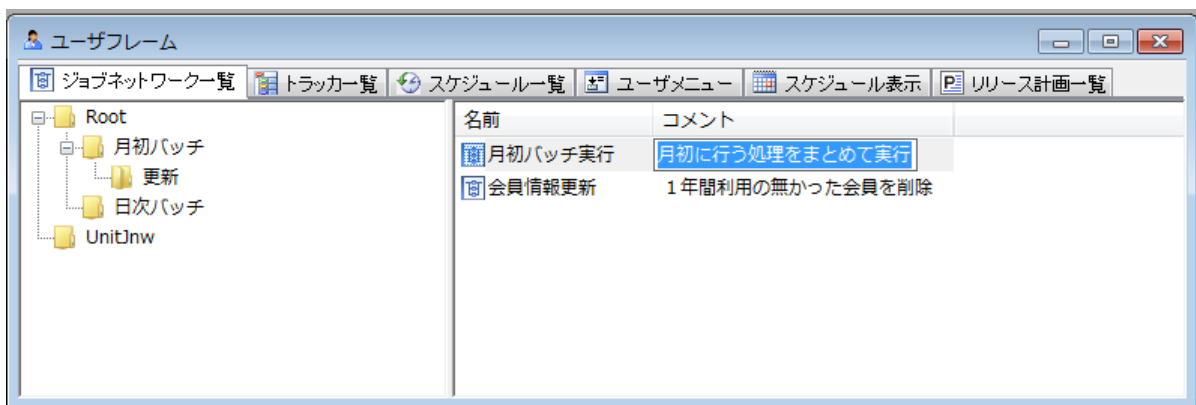 ユーザフレーム
ジョブネットワーク一覧 トラッカ一覧 スケジュール一覧 ユーザメニュー スケジュール表示 リリース計画一覧
Root
月初バッチ
更新
日次バッチ
UnitJnw
名前 コメント
月初バッチ実行 月初に行う処理をまとめて実行
会員情報更新 1年間利用の無かった会員を削除